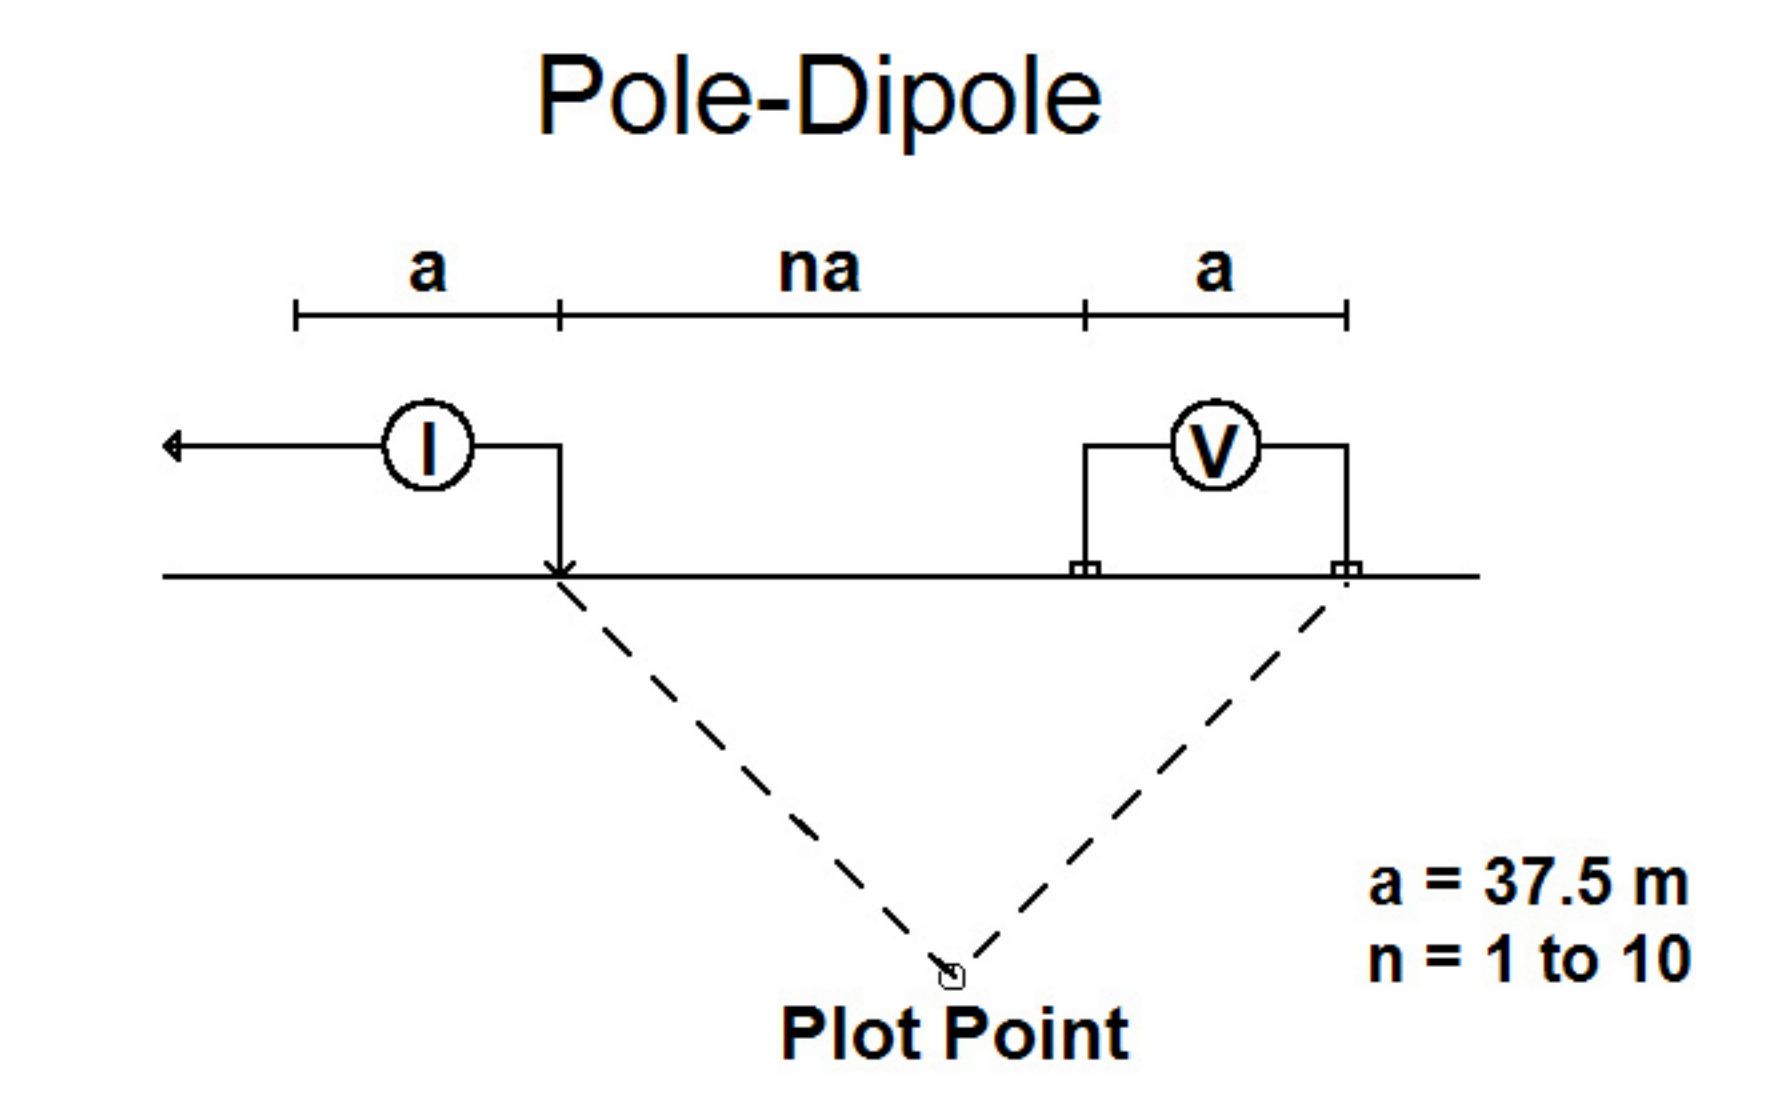 Pole-Dipole
a na a
I V
a = 37.5 m
n = 1 to 10
Plot Point